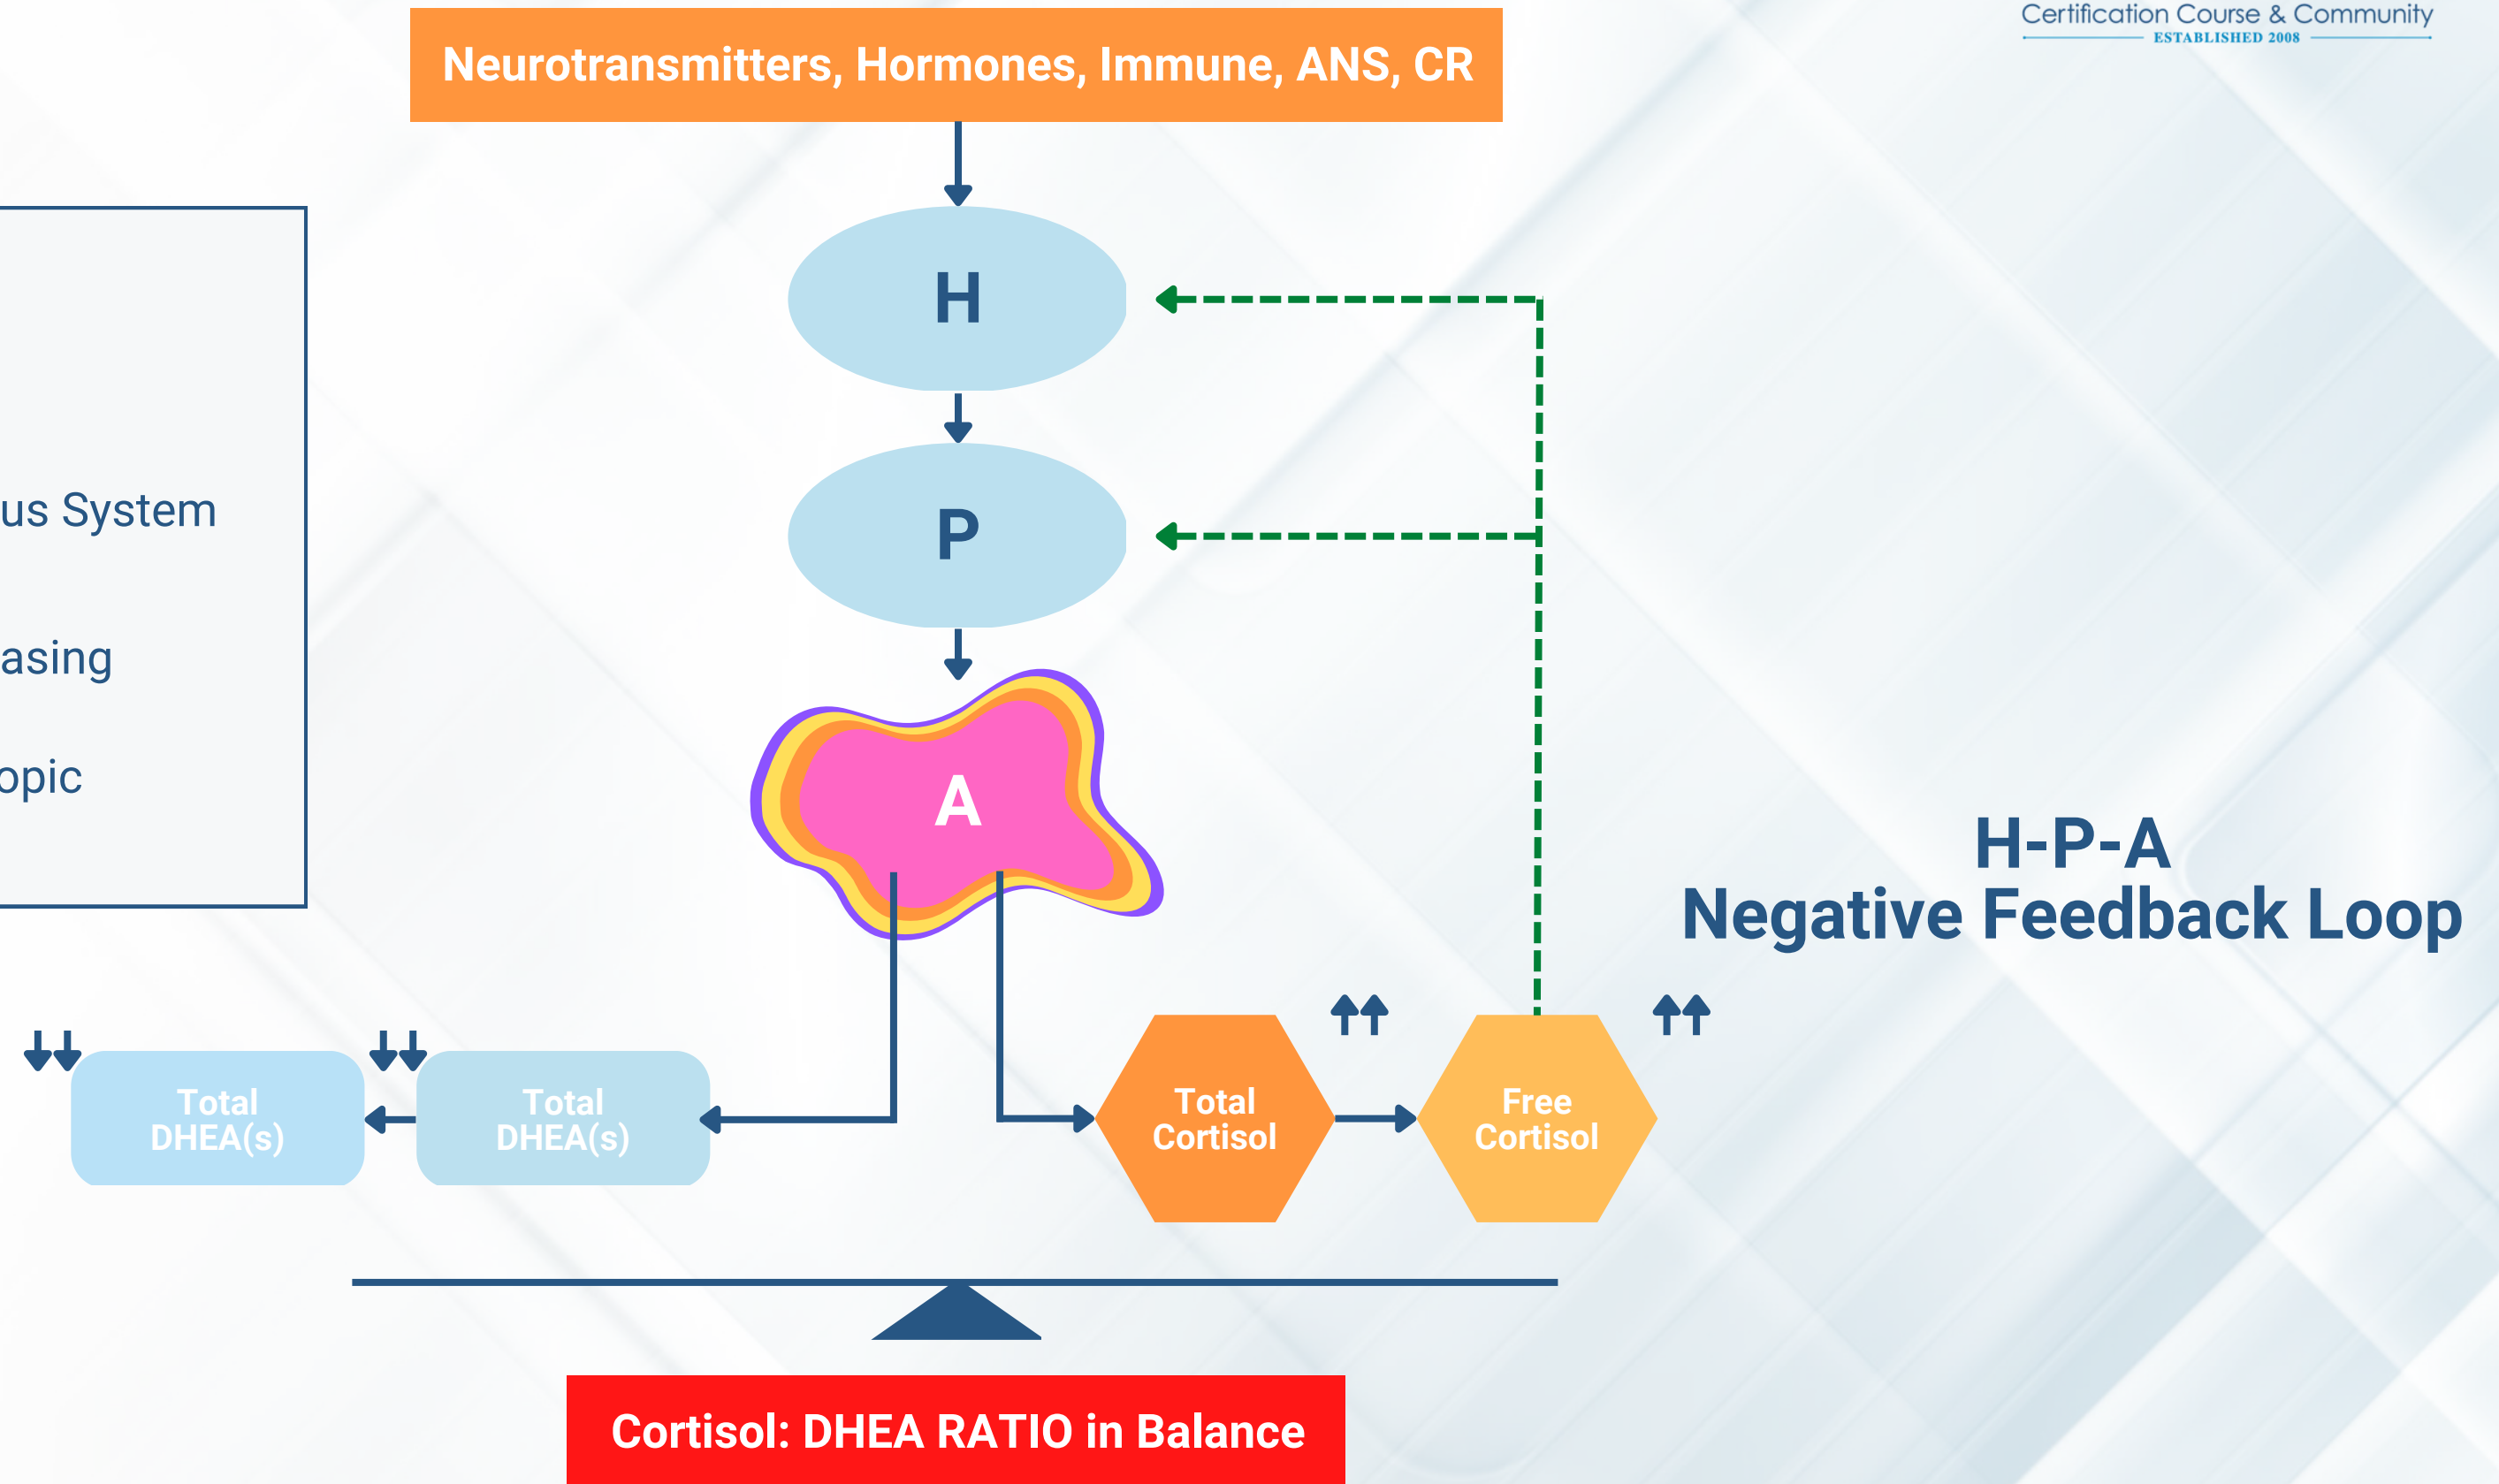 Certification Course & Community
ESTABLISHED 2008
Neurotransmitters, Hormones, Immune, ANS, CR
H
us System
P
asing
opic
A
H-P-A
Negative Feedback Loop
Total
DHEA(s)
Total
DHEA(s)
Total
Cortisol
Free
Cortisol
Cortisol: DHEA RATIO in Balance